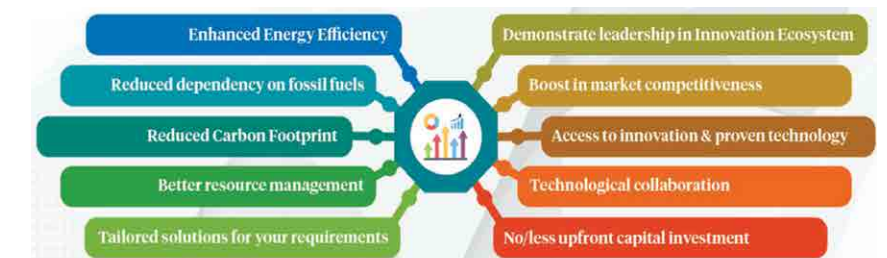 Enhanced Energy Efficiency
Reduced dependency on fossil fuels
Reduced Carbon Footprint
Better resource management
Tailored solutions for your requirements
Demonstrate leadership in Innovation Ecosystem
Boost in market competitiveness
Access to innovation & proven technology
Technological collaboration
No/less upfront capital investment